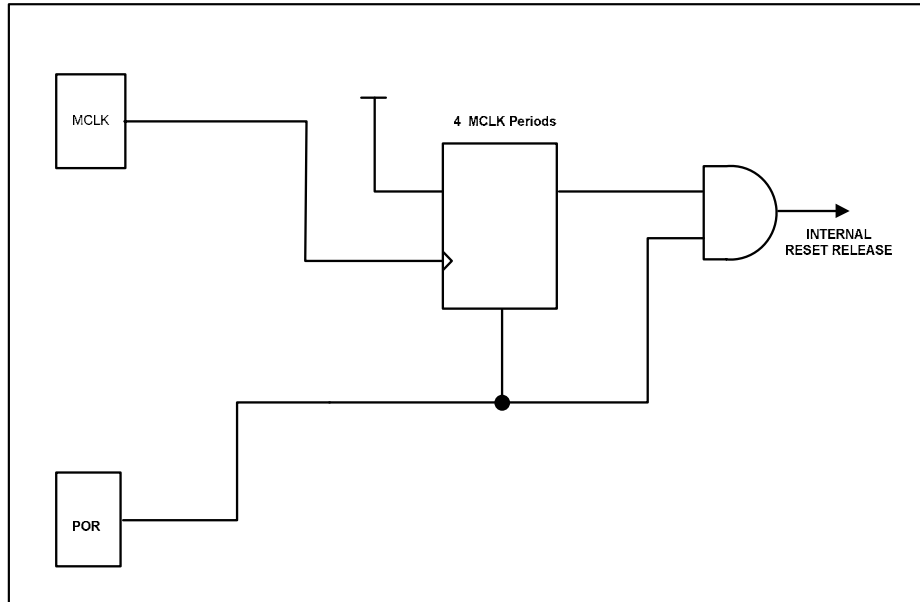 MCLK
4 MCLK Periods
INTERNAL
RESET RELEASE
POR